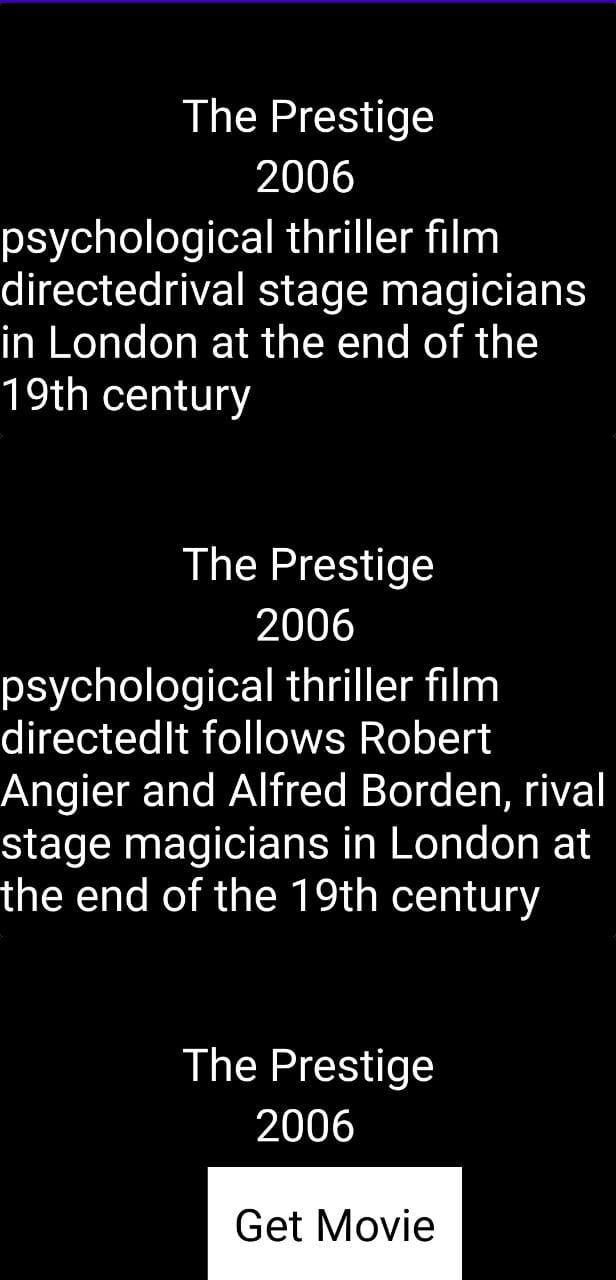 The Prestige
2006
psychological thriller film
directedrival stage magicians
in London at the end of the
19th century
The Prestige
2006
psychological thriller film
directedIt follows Robert
Angier and Alfred Borden, rival
stage magicians in London at
the end of the 19th century
The Prestige
2006
Get Movie